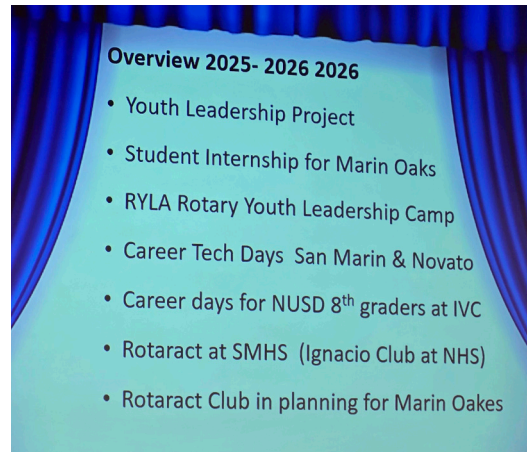 Overview 2025- 2026 2026
• Youth Leadership Project
• Student Internship for Marin Oaks
• RYLA Rotary Youth Leadership Camp
• Career Tech Days San Marin & Novato
• Career days for NUSD 8th graders at IVC
• Rotaract at SMHS (Ignacio Club at NHS)
• Rotaract Club in planning for Marin Oakes